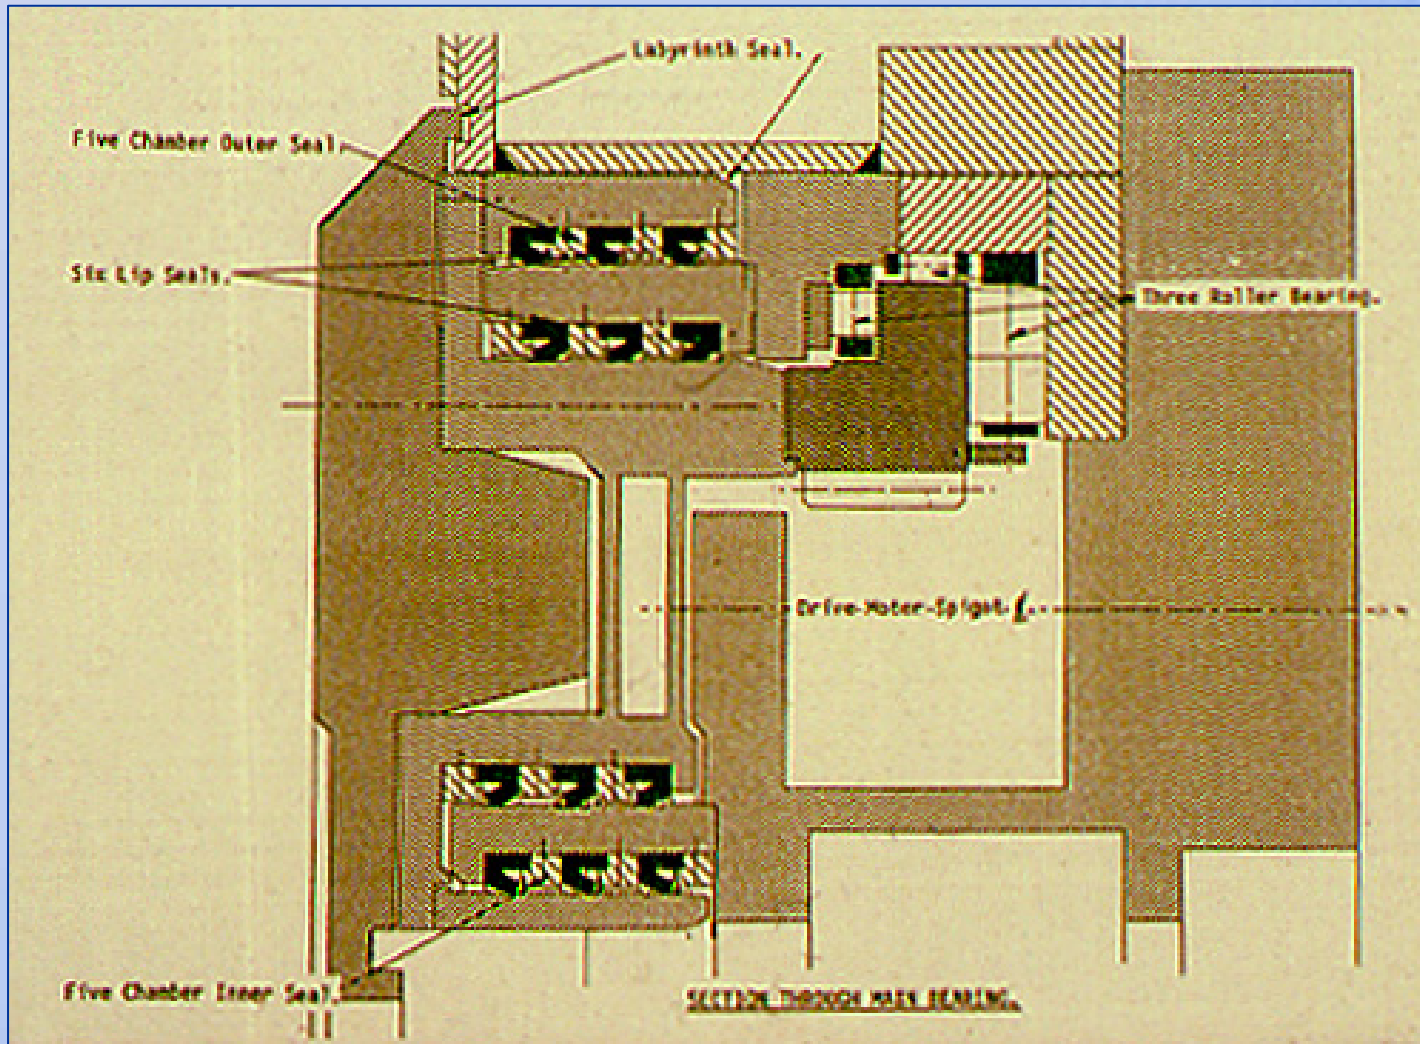 Labyrinth Seal.
Five Chamber Outer Seal.
Six Lip Seals.
Three Roller Bearing.
Drive Motor Spigot ℄.
Five Chamber Inner Seal.
SECTION THROUGH MAIN BEARING.